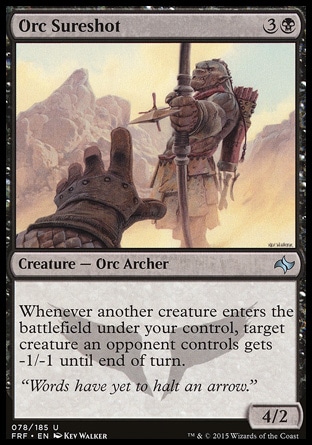 Orc Sureshot 3
Key Walker
Creature — Orc Archer
Whenever another creature enters the
battlefield under your control, target
creature an opponent controls gets
-1/-1 until end of turn.
“Words have yet to halt an arrow.”
4/2
078/185 U
FRF • EN Key Walker
™ & © 2015 Wizards of the Coast